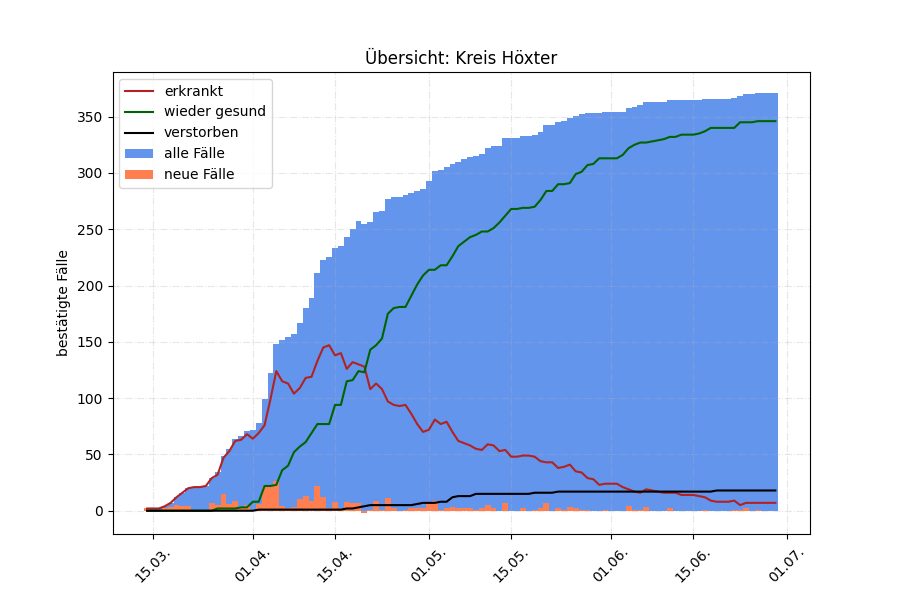 Übersicht: Kreis Höxter
erkrankt
wieder gesund
verstorben
alle Fälle
neue Fälle
bestätigte Fälle
350
300
250
200
150
100
50
0
15.03.
01.04.
15.04.
01.05.
15.05.
01.06.
15.06.
01.07.